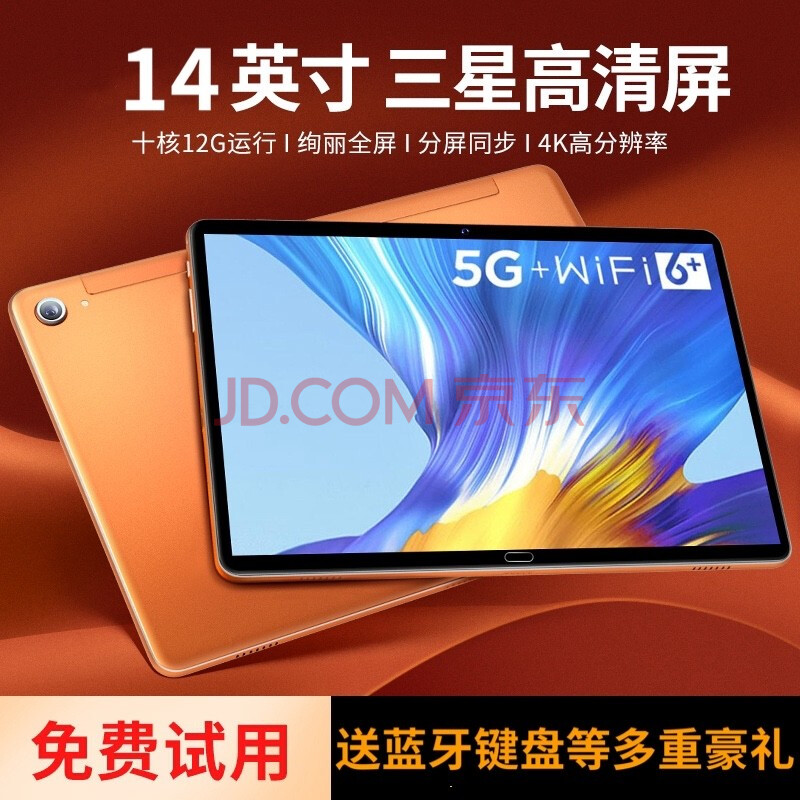 14英寸 三星高清屏
十核12G运行 I 绚丽全屏 I 分屏同步 I 4K高分辨率
5G+WiFi 6+
JD.COM 京东
免费试用
送蓝牙键盘等多重豪礼